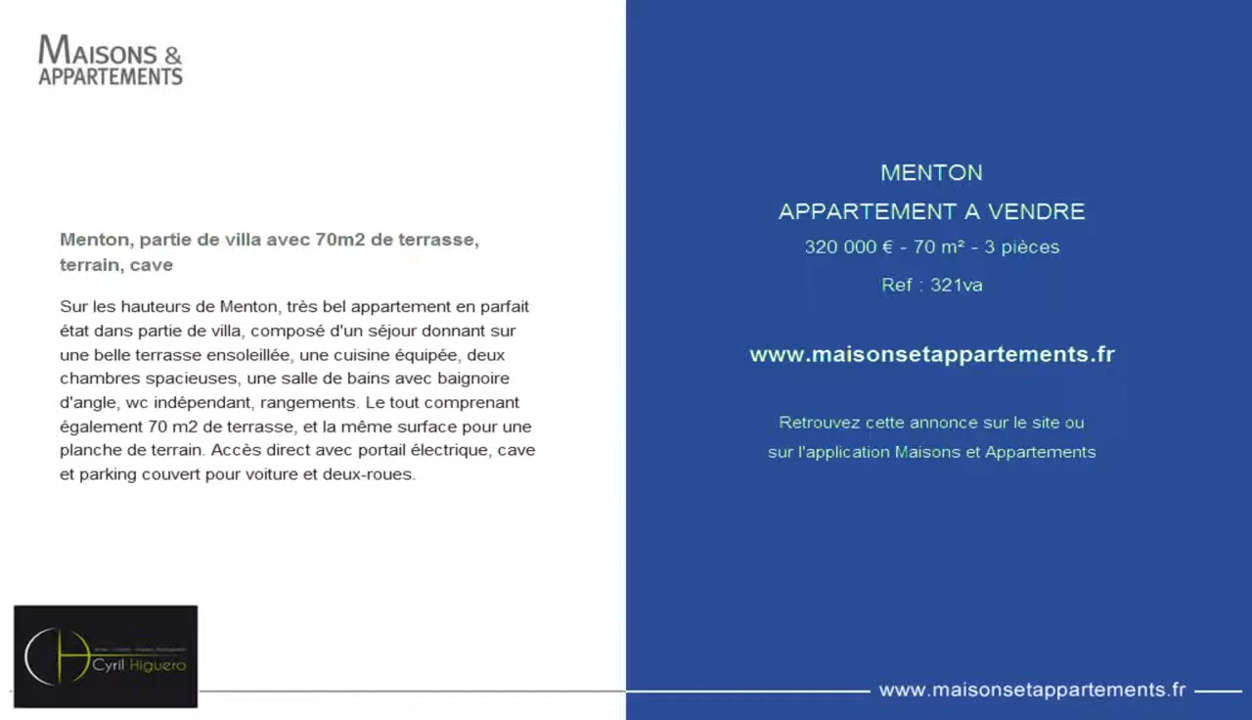 MAISONS &
APPARTEMENTS
Menton, partie de villa avec 70m2 de terrasse,
terrain, cave
Sur les hauteurs de Menton, très bel appartement en parfait
état dans partie de villa, composé d'un séjour donnant sur
une belle terrasse ensoleillée, une cuisine équipée, deux
chambres spacieuses, une salle de bains avec baignoire
d'angle, wc indépendant, rangements. Le tout comprenant
également 70 m2 de terrasse, et la même surface pour une
planche de terrain. Accès direct avec portail électrique, cave
et parking couvert pour voiture et deux-roues.
Cyril Higuero
MENTON
APPARTEMENT A VENDRE
320 000 € - 70 m² - 3 pièces
Ref : 321va
www.maisonsetappartements.fr
Retrouvez cette annonce sur le site ou
sur l'application Maisons et Appartements
www.maisonsetappartements.fr